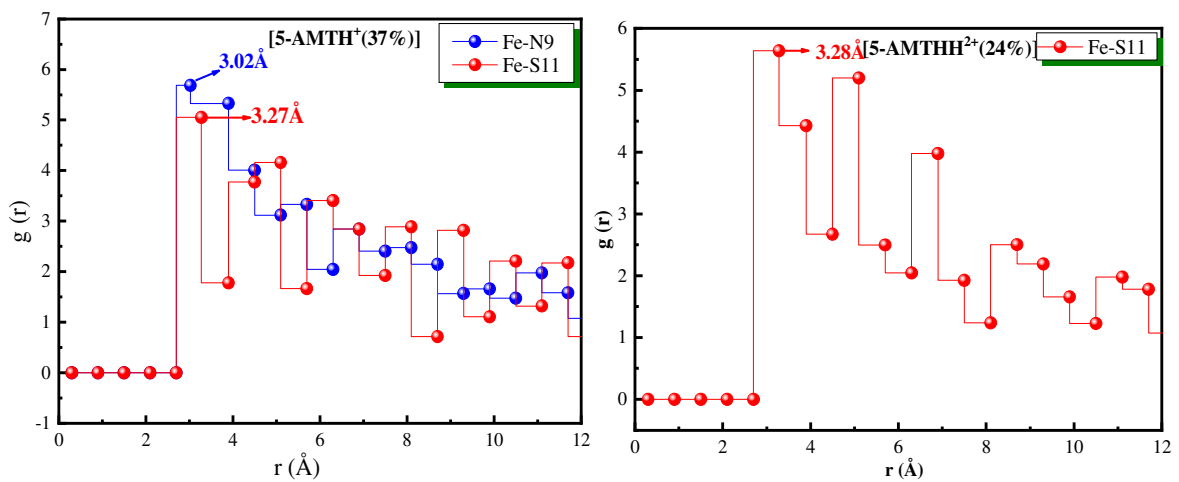 [5-AMTH⁺(37%)]
Fe-N9
Fe-S11
3.02Å
3.27Å
7
6
5
4
3
2
1
0
-1
g (r)
0 2 4 6 8 10 12
r (Å)
[5-AMTHH²⁺(24%)]
Fe-S11
3.28Å
6
5
4
3
2
1
0
g (r)
0 2 4 6 8 10 12
r (Å)